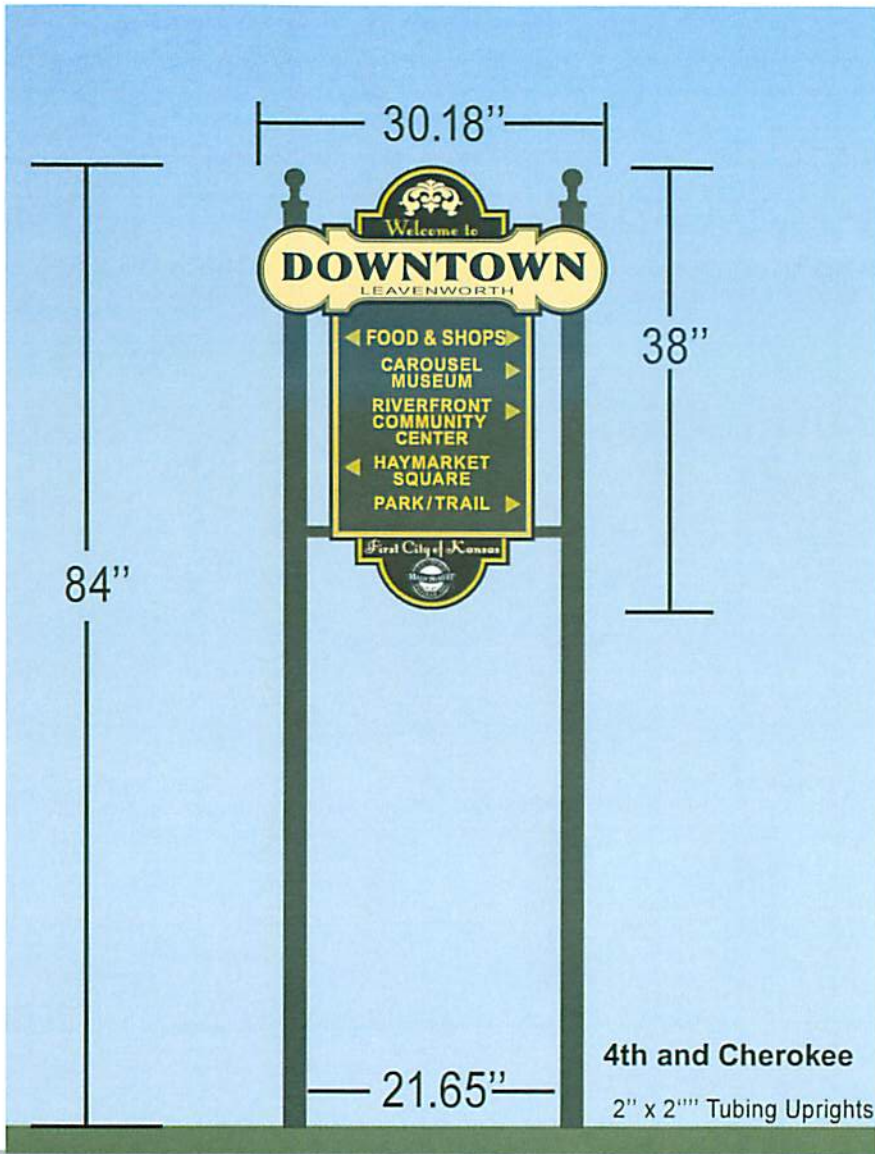 30.18’’
Welcome to
DOWNTOWN
LEAVENWORTH
FOOD & SHOPS
CAROUSEL
MUSEUM
RIVERFRONT
COMMUNITY
CENTER
HAYMARKET
SQUARE
PARK/TRAIL
First City of Kansas
38’’
84’’
21.65’’
4th and Cherokee
2’’ x 2‘’’’ Tubing Uprights